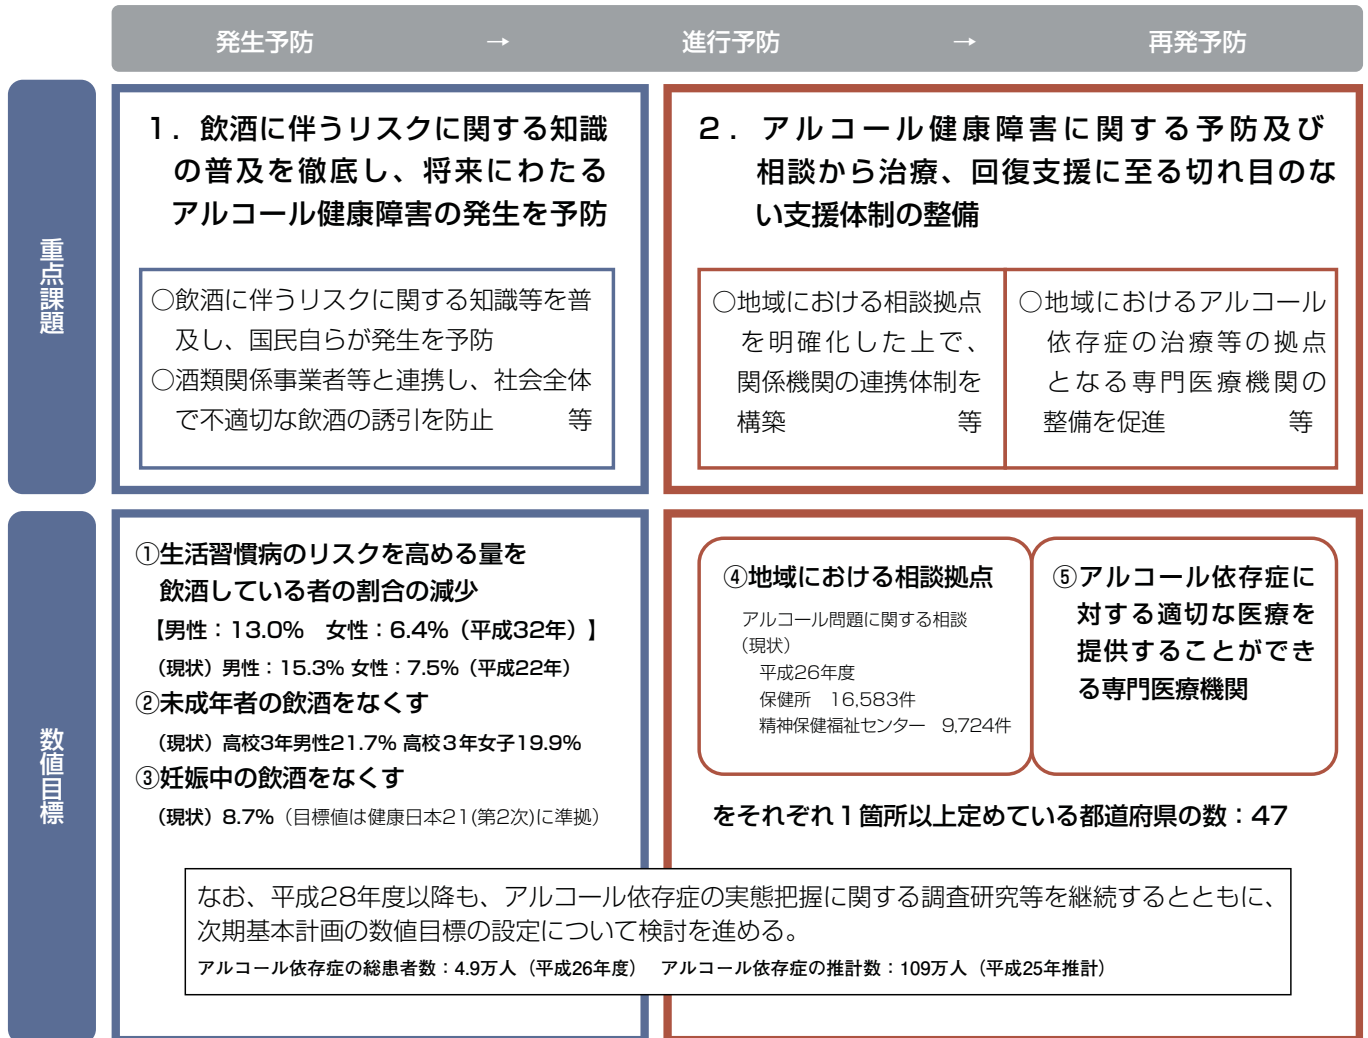 発生予防 → 進行予防 → 再発予防
重点課題
1．飲酒に伴うリスクに関する知識
の普及を徹底し、将来にわたる
アルコール健康障害の発生を予防
○飲酒に伴うリスクに関する知識等を普
及し、国民自らが発生を予防
○酒類関係事業者等と連携し、社会全体
で不適切な飲酒の誘引を防止　等
2．アルコール健康障害に関する予防及び
相談から治療、回復支援に至る切れ目のな
い支援体制の整備
○地域における相談拠点
を明確化した上で、
関係機関の連携体制を
構築　等
○地域におけるアルコール
依存症の治療等の拠点
となる専門医療機関の
整備を促進　等
数値目標
①生活習慣病のリスクを高める量を
飲酒している者の割合の減少
【男性：13.0%　女性：6.4%（平成32年）】
（現状）男性：15.3% 女性：7.5%（平成22年）
②未成年者の飲酒をなくす
（現状）高校3年男性21.7% 高校３年女子19.9%
③妊娠中の飲酒をなくす
（現状）8.7%（目標値は健康日本21(第2次)に準拠）
④地域における相談拠点
アルコール問題に関する相談
（現状）
平成26年度
保健所　16,583件
精神保健福祉センター　9,724件
⑤アルコール依存症に
対する適切な医療を
提供することができ
る専門医療機関
をそれぞれ１箇所以上定めている都道府県の数：47
なお、平成28年度以降も、アルコール依存症の実態把握に関する調査研究等を継続するとともに、
次期基本計画の数値目標の設定について検討を進める。
アルコール依存症の総患者数：4.9万人（平成26年度）　アルコール依存症の推計数：109万人（平成25年推計）